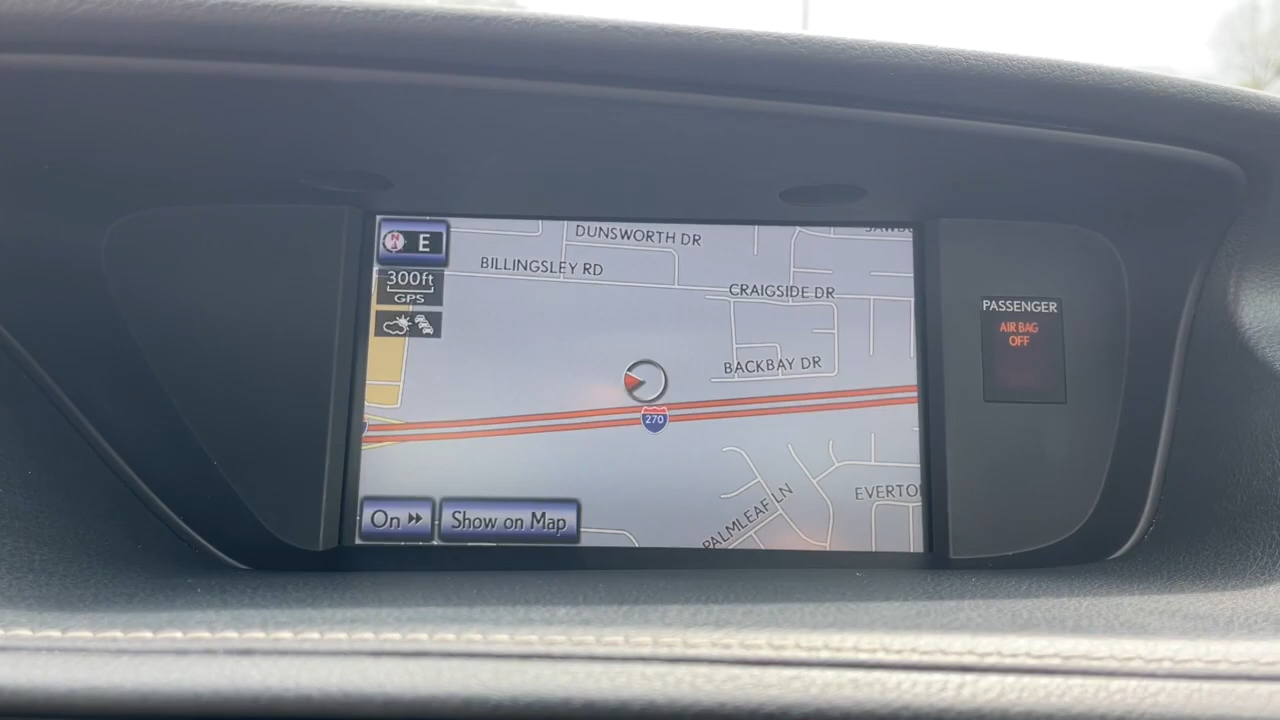 DUNSWORTH DR
N E
BILLINGSLEY RD
300ft
GPS
CRAIGSIDE DR
PASSENGER
AIR BAG
OFF
BACKBAY DR
270
EVERTO
PALMLEAF LN
On
Show on Map